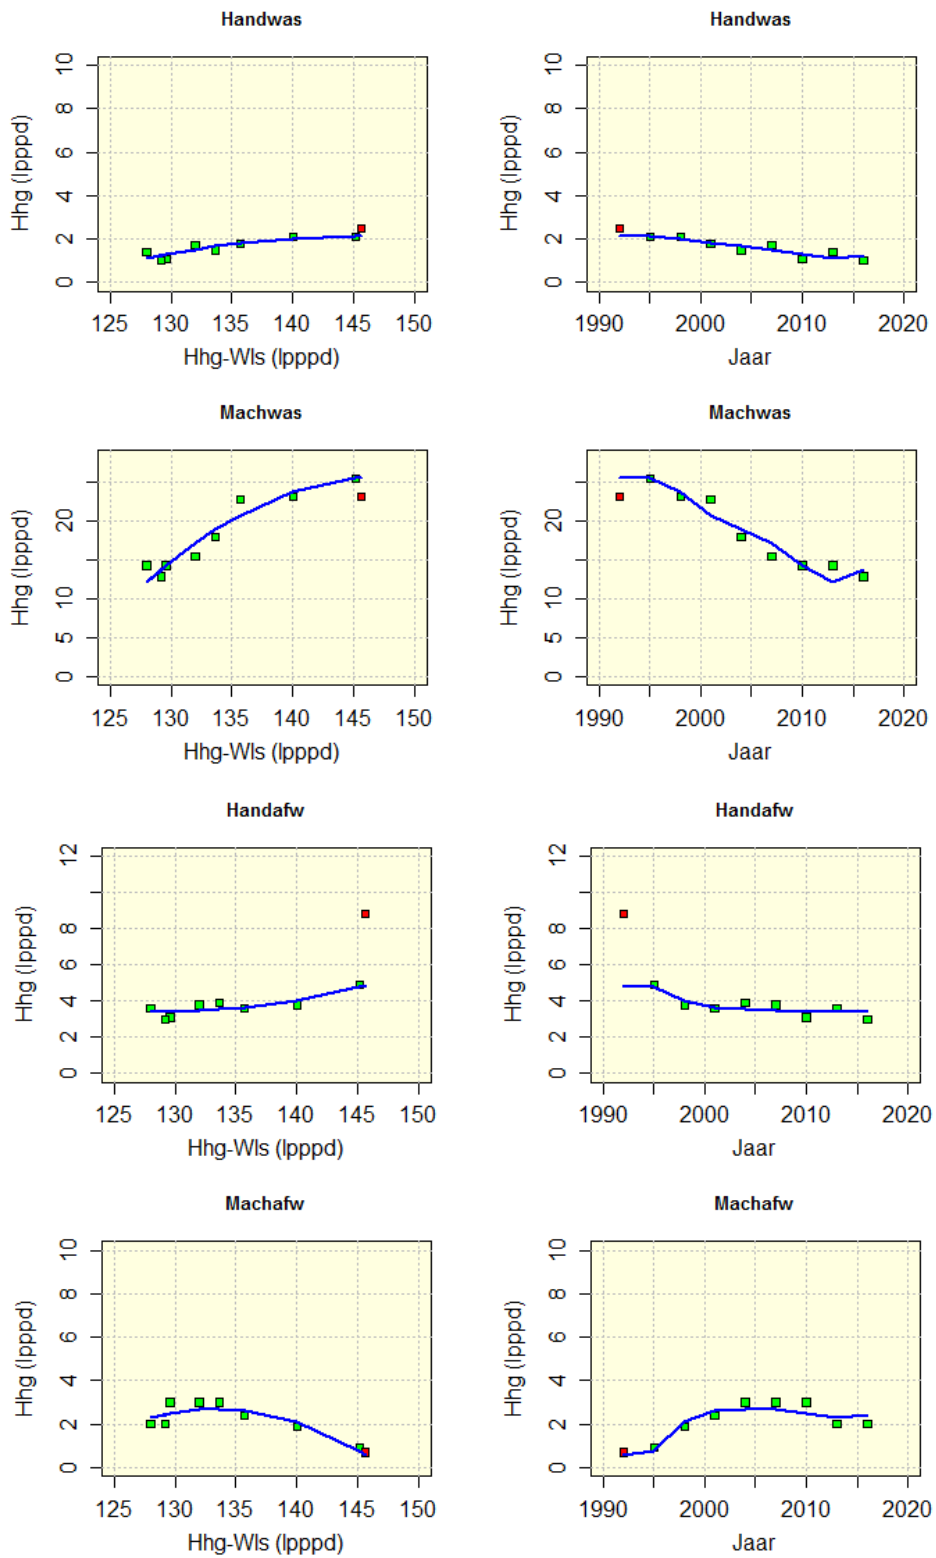 Handwas
Handwas
Hhg (lpppd)
0 2 4 6 8 10
125 130 135 140 145 150
Hhg-Wls (lpppd)
Hhg (lpppd)
0 2 4 6 8 10
1990 2000 2010 2020
Jaar
Machwas
Machwas
Hhg (lpppd)
0 5 10 20
125 130 135 140 145 150
Hhg-Wls (lpppd)
Hhg (lpppd)
0 5 10 20
1990 2000 2010 2020
Jaar
Handafw
Handafw
Hhg (lpppd)
0 2 4 6 8 12
125 130 135 140 145 150
Hhg-Wls (lpppd)
Hhg (lpppd)
0 2 4 6 8 12
1990 2000 2010 2020
Jaar
Machafw
Machafw
Hhg (lpppd)
0 2 4 6 8 10
125 130 135 140 145 150
Hhg-Wls (lpppd)
Hhg (lpppd)
0 2 4 6 8 10
1990 2000 2010 2020
Jaar